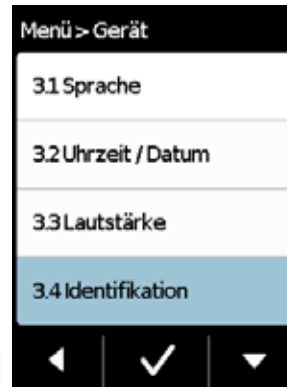 Menü > Gerät
3.1 Sprache
3.2 Uhrzeit / Datum
3.3 Lautstärke
3.4 Identifikation